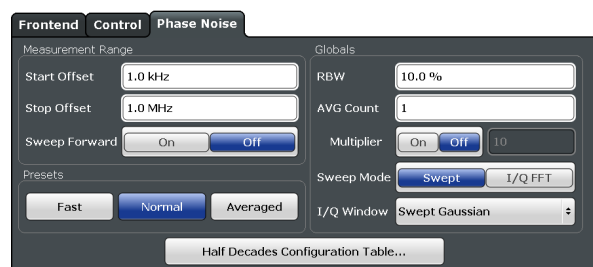 Frontend Control Phase Noise
Measurement Range
Start Offset 1.0 kHz
Stop Offset 1.0 MHz
Sweep Forward On Off
Presets
Fast Normal Averaged
Globals
RBW 10.0 %
AVG Count 1
Multiplier On Off 10
Sweep Mode Swept I/Q FFT
I/Q Window Swept Gaussian
Half Decades Configuration Table...